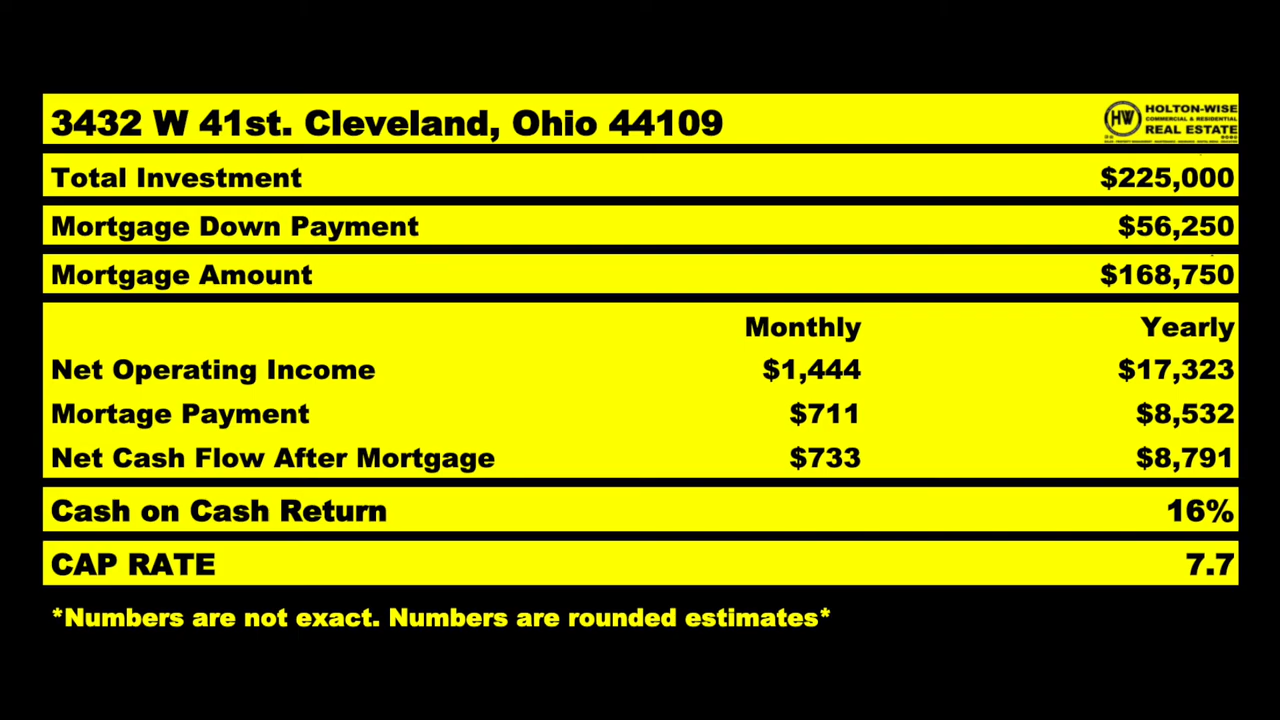 3432 W 41st. Cleveland, Ohio 44109
HW HOLTON-WISE
COMMERCIAL & RESIDENTIAL
REAL ESTATE
Total Investment $225,000
Mortgage Down Payment $56,250
Mortgage Amount $168,750
Monthly Yearly
Net Operating Income $1,444 $17,323
Mortage Payment $711 $8,532
Net Cash Flow After Mortgage $733 $8,791
Cash on Cash Return 16%
CAP RATE 7.7
*Numbers are not exact. Numbers are rounded estimates*